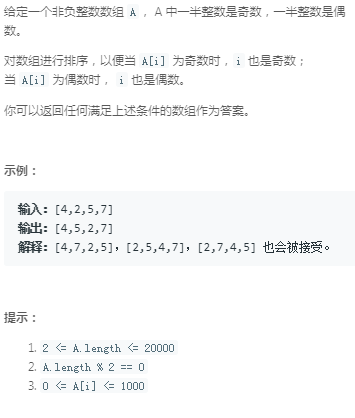 给定一个非负整数数组 A ， A 中一半整数是奇数，一半整数是偶
数。
对数组进行排序，以便当 A[i] 为奇数时， i 也是奇数；
当 A[i] 为偶数时， i 也是偶数。
你可以返回任何满足上述条件的数组作为答案。
示例：
输入：[4,2,5,7]
输出：[4,5,2,7]
解释：[4,7,2,5]，[2,5,4,7]，[2,7,4,5] 也会被接受。
提示：
1. 2 <= A.length <= 20000
2. A.length % 2 == 0
3. 0 <= A[i] <= 1000